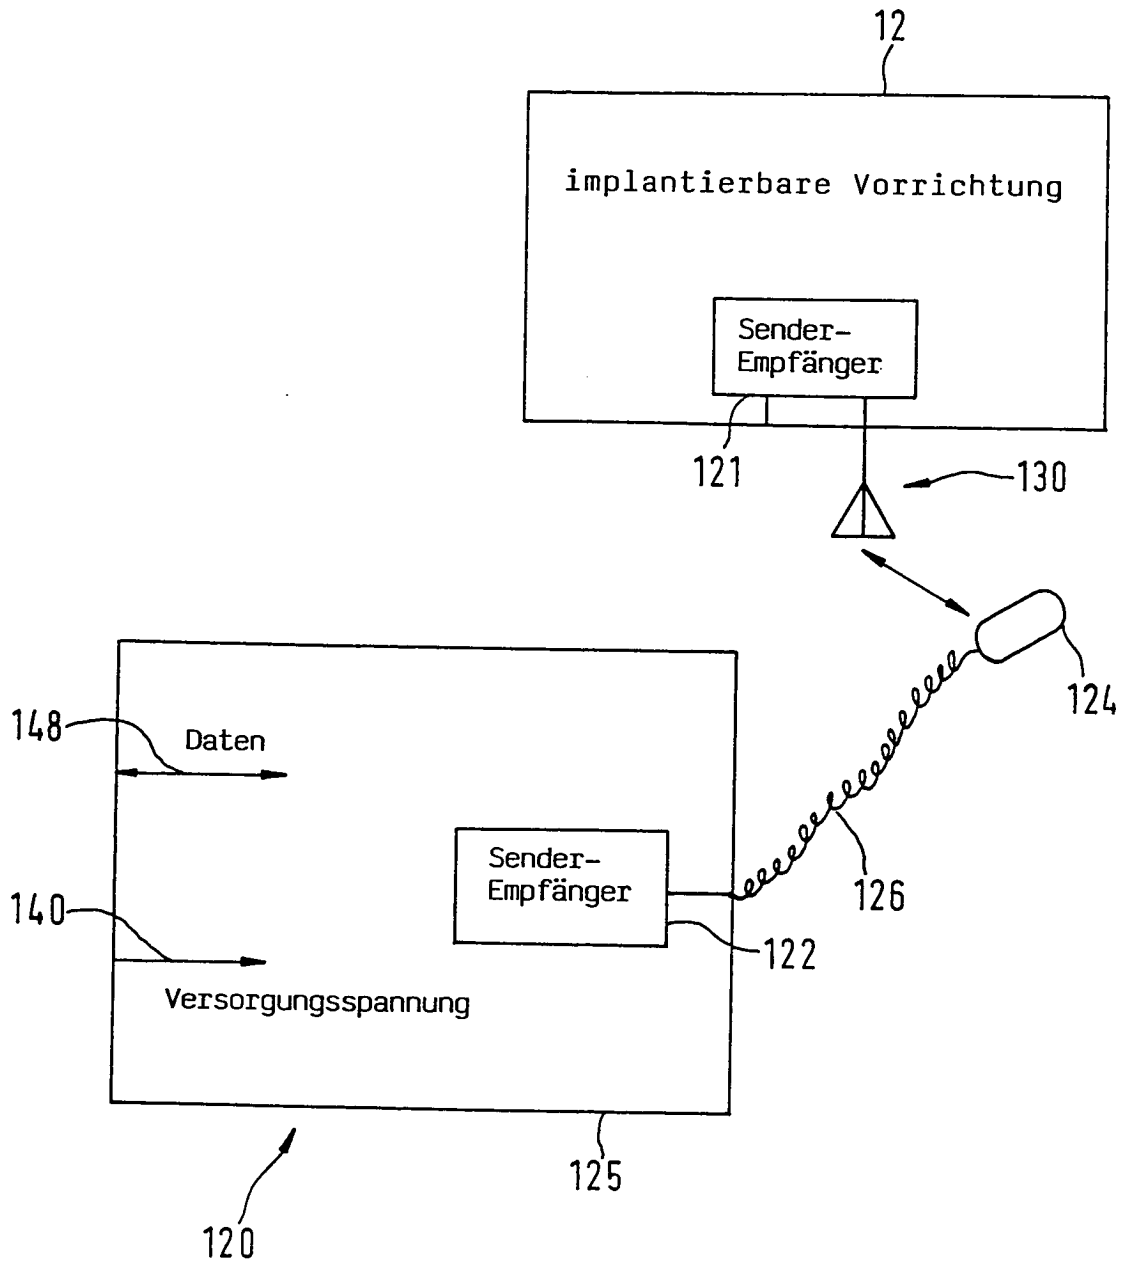 12
implantierbare Vorrichtung
Sender-
Empfänger
121
130
124
148
Daten
Sender-
Empfänger
126
140
122
Versorgungsspannung
125
120